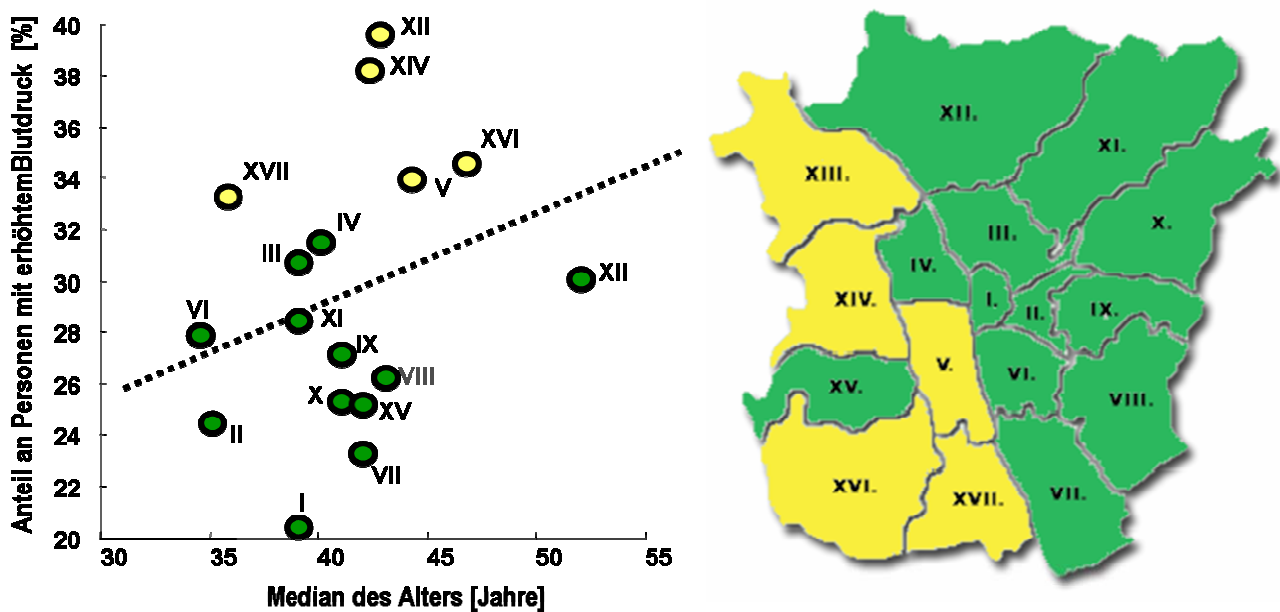 Anteil an Personen mit erhöhtemBlutdruck [%]
40
38
36
34
32
30
28
26
24
22
20
XII
XIV
XVI
XVII
V
IV
III
XII
VI
XI
IX
VIII
X
XV
II
VII
I
30
35
40
45
50
55
Median des Alters [Jahre]
XII.
XI.
XIII.
X.
III.
IV.
XIV.
I.
II.
IX.
V.
VI.
XV.
VIII.
XVI.
XVII.
VII.